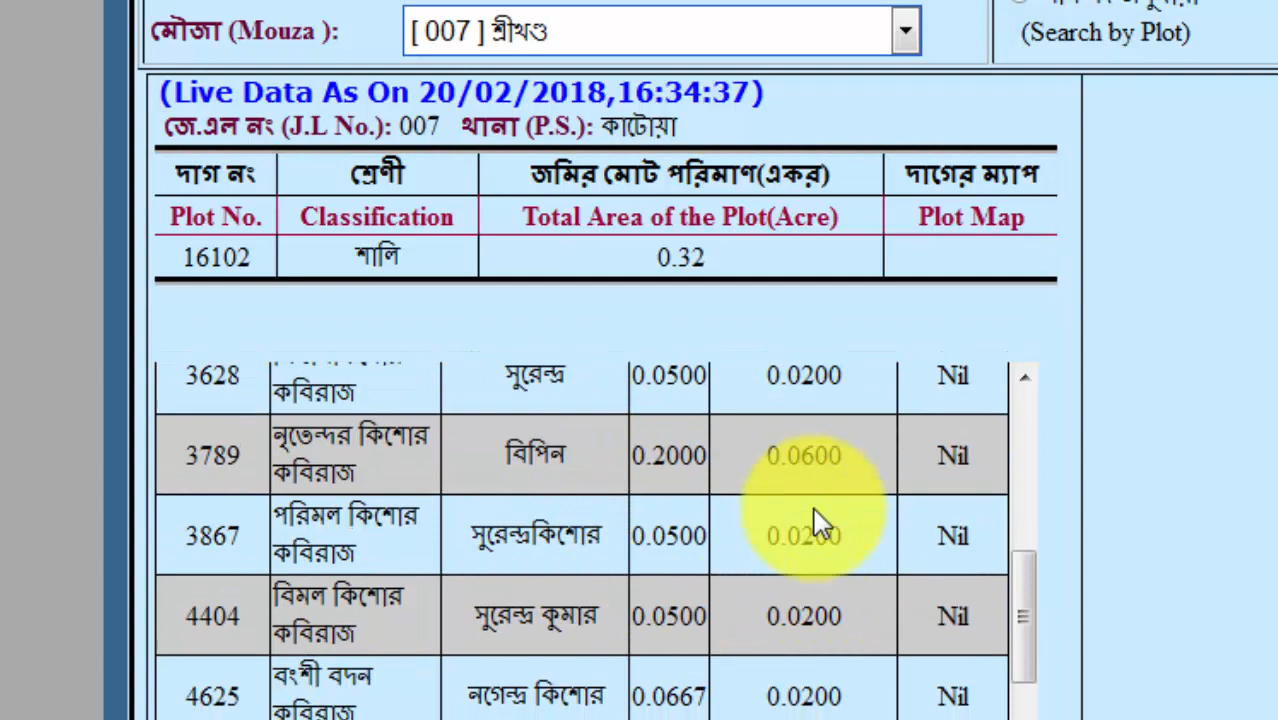 মৌজা (Mouza ): [ 007 ] শ্রীখণ্ড
(Search by Plot)
(Live Data As On 20/02/2018,16:34:37)
জে.এল নং (J.L No.): 007 থানা (P.S.): কাটোয়া
দাগ নং শ্রেণী জমির মোট পরিমাণ(একর) দাগের ম্যাপ
Plot No. Classification Total Area of the Plot(Acre) Plot Map
16102 শালি 0.32
3628 কবিরাজ সুরেন্দ্র 0.0500 0.0200 Nil
3789 নৃতেন্দর কিশোর কবিরাজ বিপিন 0.2000 0.0600 Nil
3867 পরিমল কিশোর কবিরাজ সুরেন্দ্রকিশোর 0.0500 0.0200 Nil
4404 বিমল কিশোর কবিরাজ সুরেন্দ্র কুমার 0.0500 0.0200 Nil
4625 বংশী বদন কবিরাজ নগেন্দ্র কিশোর 0.0667 0.0200 Nil